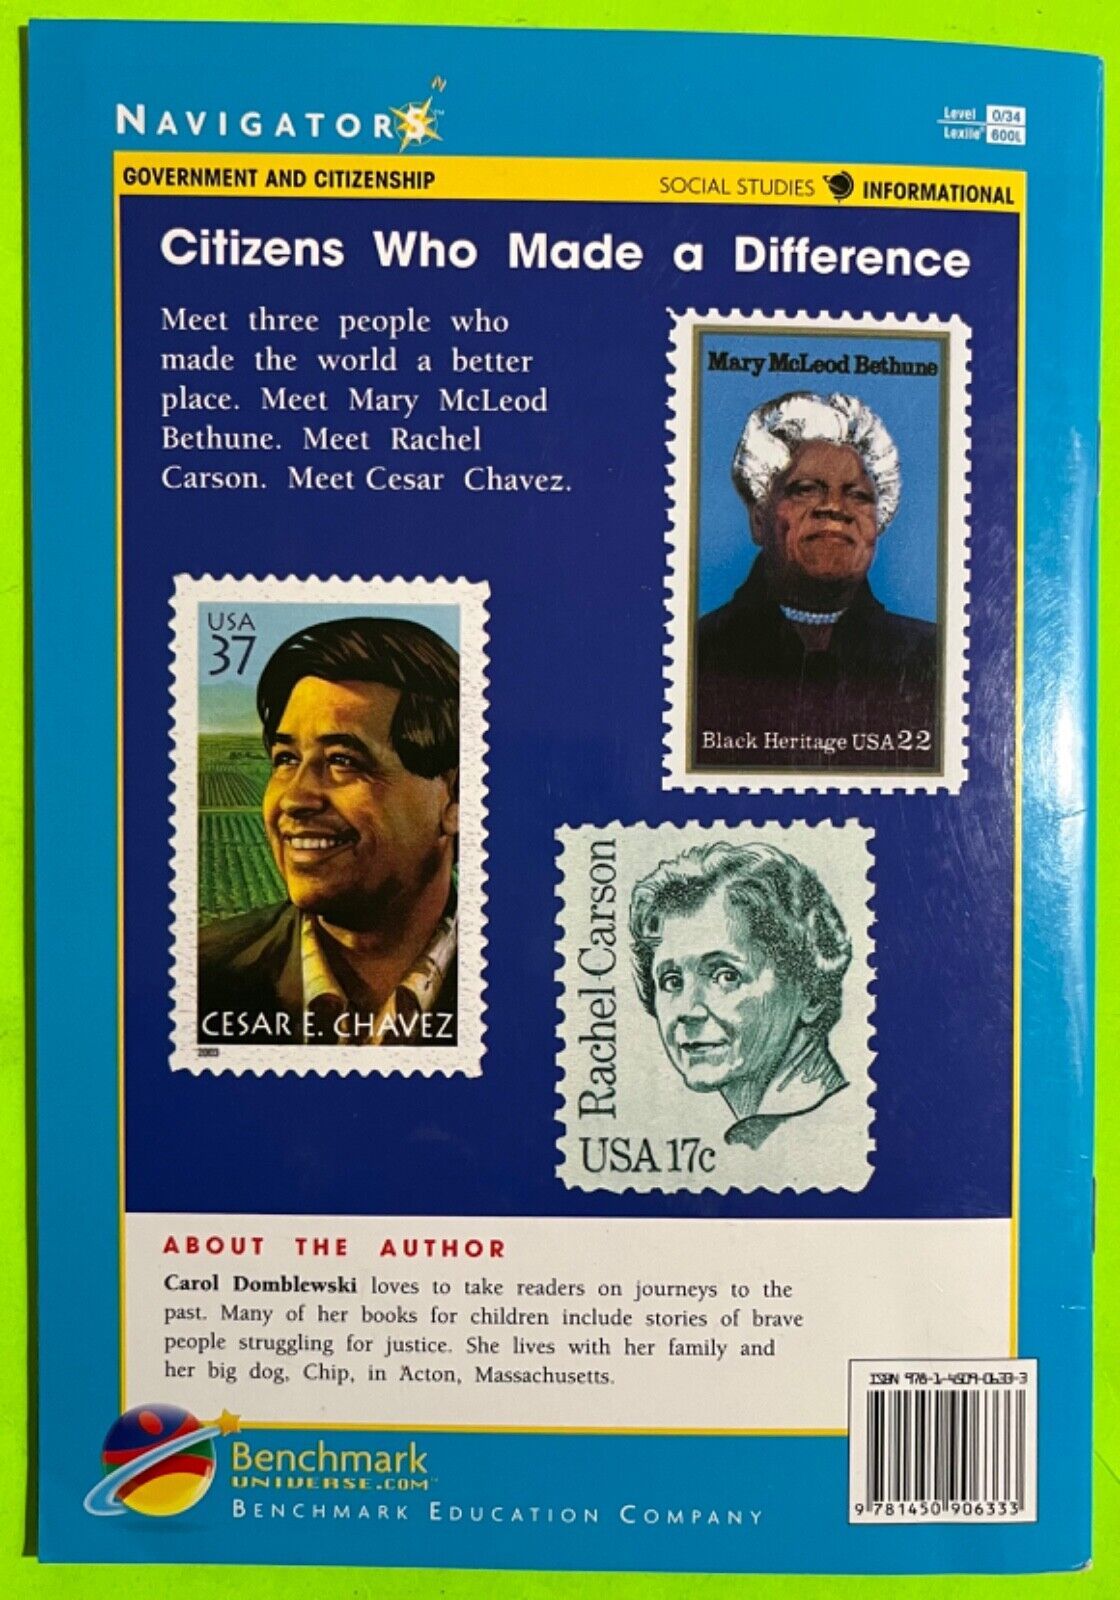 N
NAVIGATORS™
Level O/34
Lexile® 600L
GOVERNMENT AND CITIZENSHIP
SOCIAL STUDIES INFORMATIONAL
Citizens Who Made a Difference
Meet three people who
made the world a better
place. Meet Mary McLeod
Bethune. Meet Rachel
Carson. Meet Cesar Chavez.
Mary McLeod Bethune
Black Heritage USA 22
USA
37
CESAR E. CHAVEZ
2003
Rachel Carson
USA 17c
ABOUT THE AUTHOR
Carol Domblewski loves to take readers on journeys to the
past. Many of her books for children include stories of brave
people struggling for justice. She lives with her family and
her big dog, Chip, in Acton, Massachusetts.
Benchmark
UNIVERSE.COM™
BENCHMARK EDUCATION COMPANY
ISBN 978-1-4509-0633-3
9 781450 906333